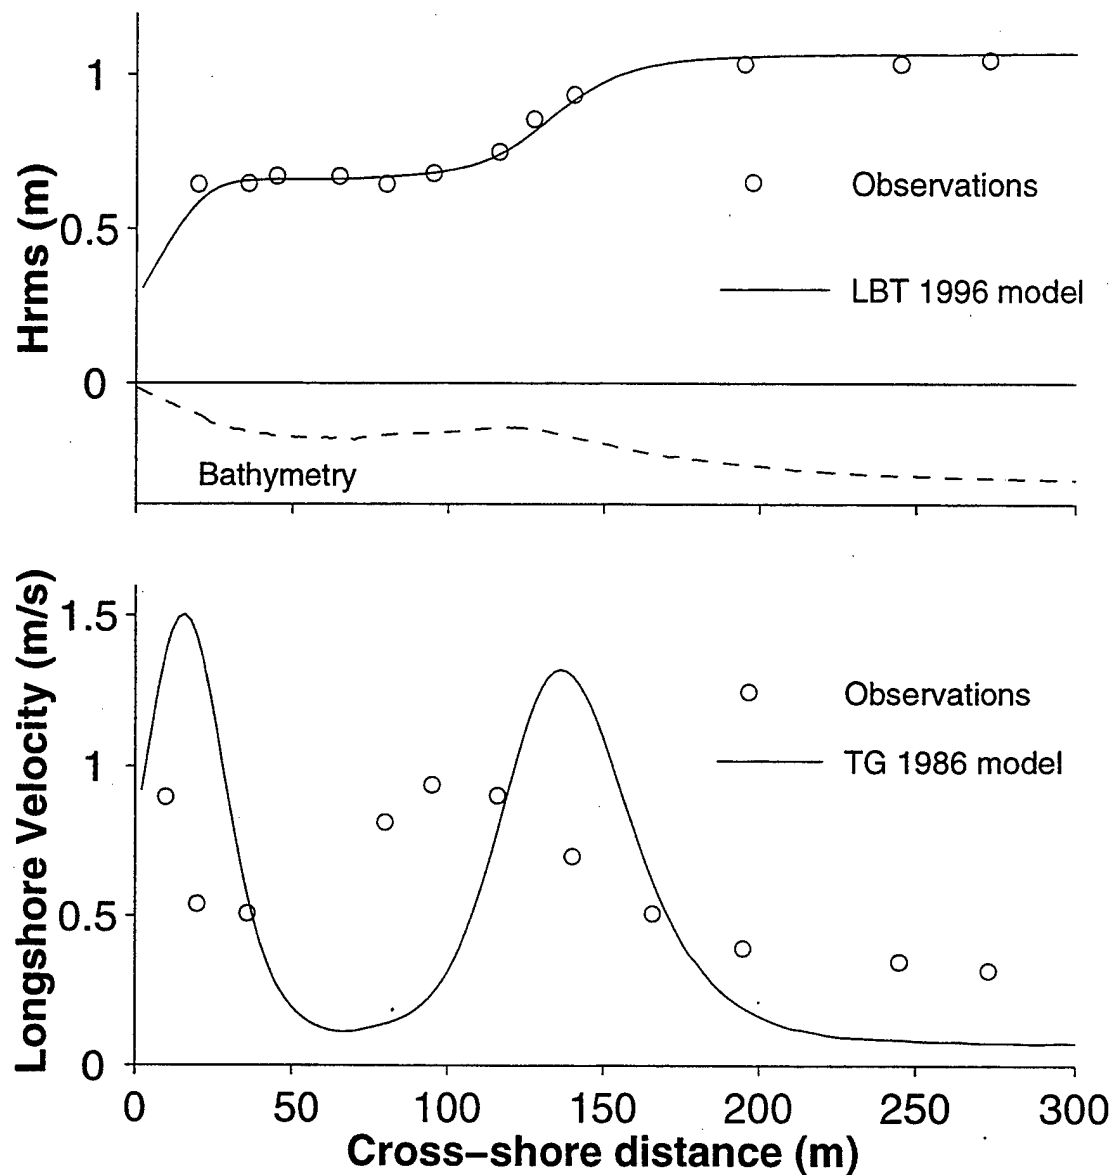 Hrms (m)
1
0.5
0
Observations
LBT 1996 model
Bathymetry
Longshore Velocity (m/s)
1.5
1
0.5
0
Observations
TG 1986 model
0 50 100 150 200 250 300
Cross-shore distance (m)